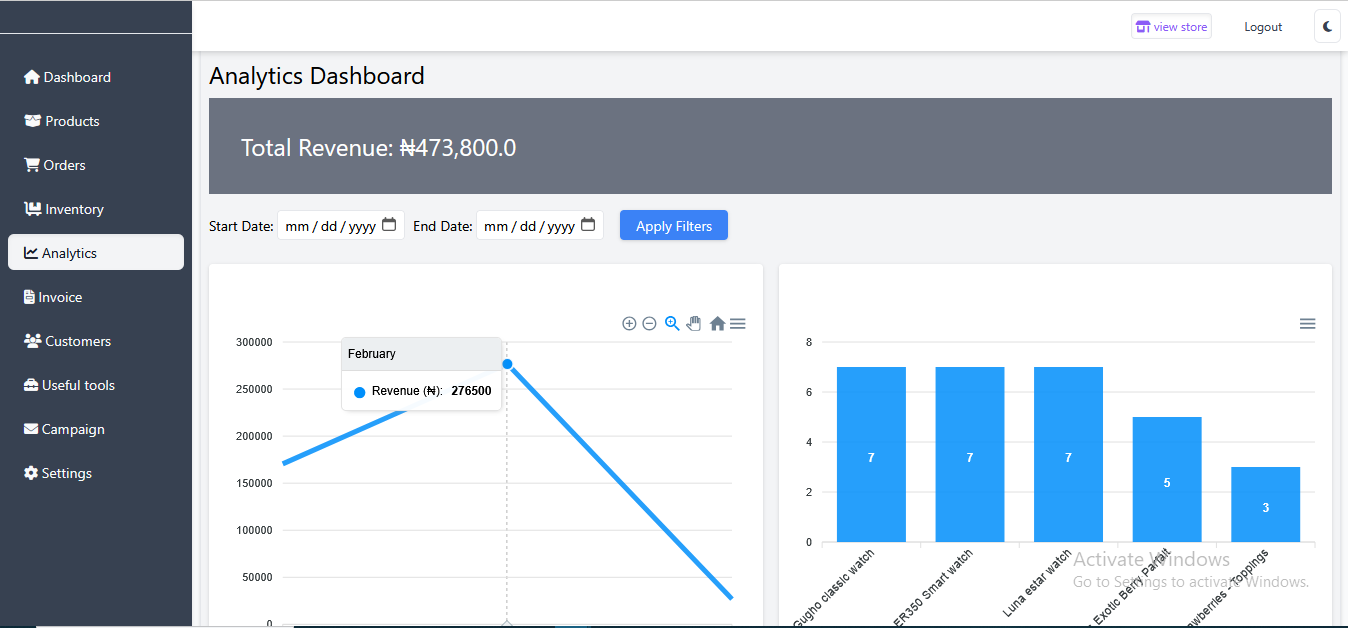 view store
Logout
Dashboard
Products
Orders
Inventory
Analytics
Invoice
Customers
Useful tools
Campaign
Settings
Analytics Dashboard
Total Revenue: ₦473,800.0
Start Date: mm/dd/yyyy End Date: mm/dd/yyyy Apply Filters
300000
250000
200000
150000
100000
50000
0
February
Revenue (₦): 276500
8
6
4
2
0
7
7
7
5
3
Gugho classic watch
ER350 Smart watch
Luna estar watch
Exotic Berry Parfait
wberries - Toppings
Activate Windows
Go to Settings to activate Windows.